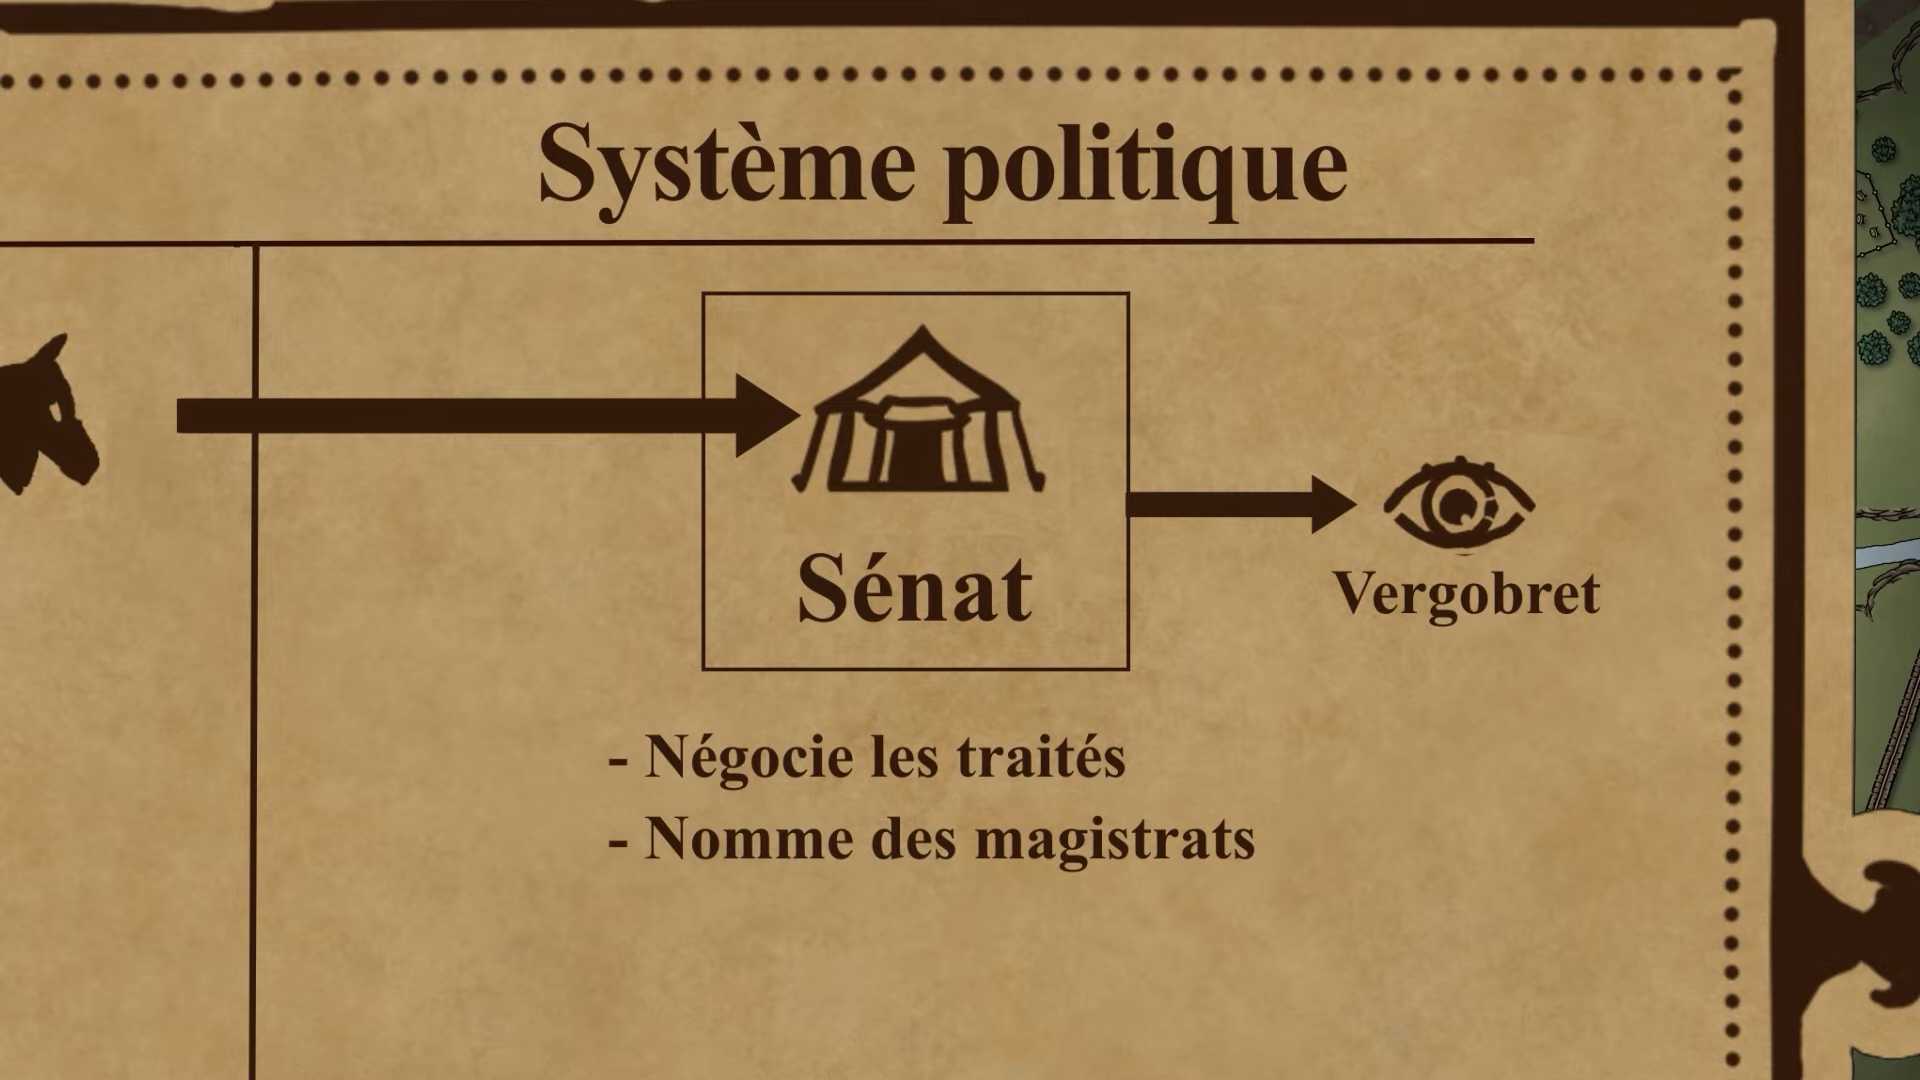 Système politique
Sénat
Vergobret
- Négocie les traités
- Nomme des magistrats